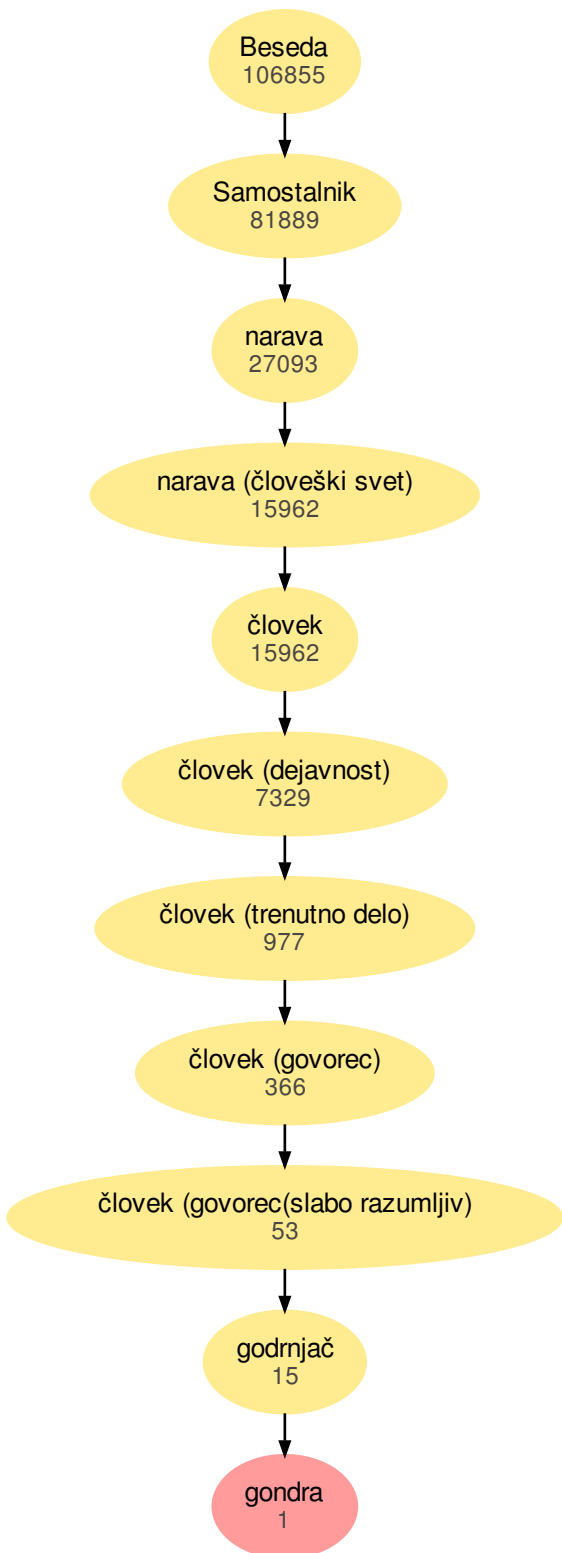 Beseda
106855
Samostalnik
81889
narava
27093
narava (človeški svet)
15962
človek
15962
človek (dejavnost)
7329
človek (trenutno delo)
977
človek (govorec)
366
človek (govorec(slabo razumljiv)
53
godrnjač
15
gondra
1